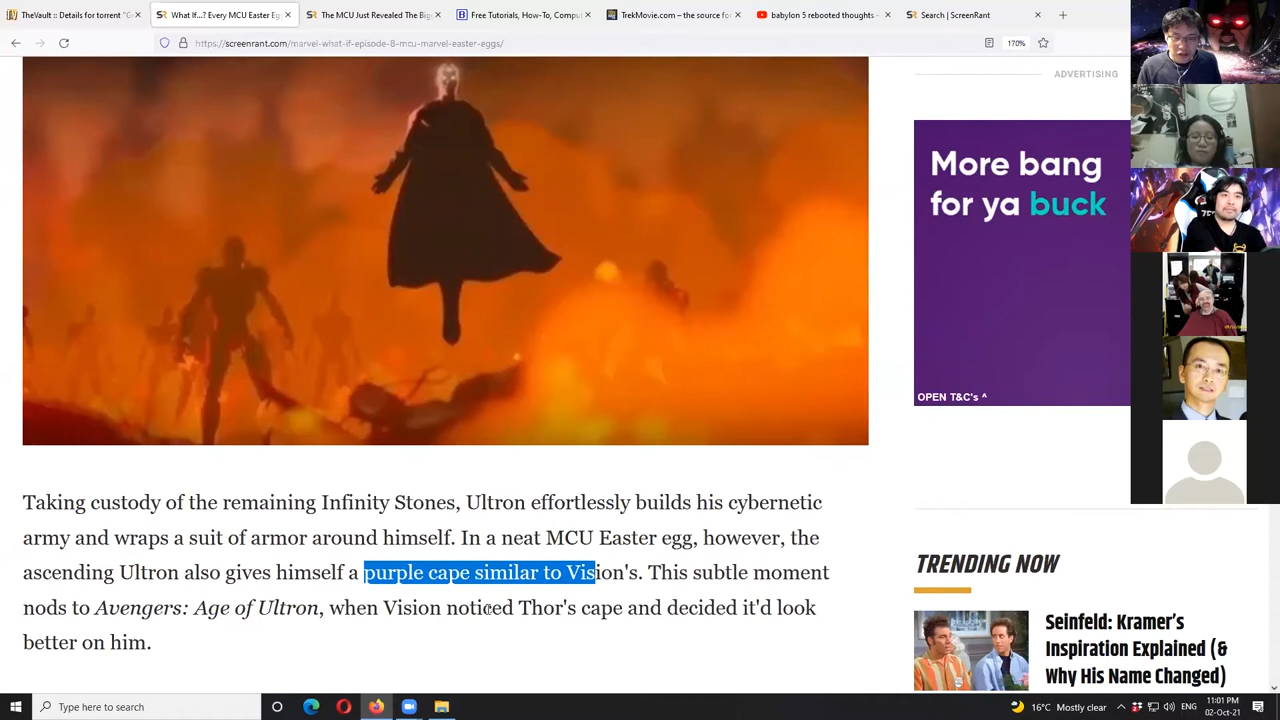 TheVault :: Details for torrent "G
What If...? Every MCU Easter Eg
The MCU Just Revealed The Big
Free Tutorials, How-To, Compu
TrekMovie.com – the source fo
babylon 5 rebooted thoughts -
Search | ScreenRant
https://screenrant.com/marvel-what-if-episode-8-mcu-marvel-easter-eggs/
170%
ADVERTISING
More bang
for ya buck
OPEN T&C's ^
Taking custody of the remaining Infinity Stones, Ultron effortlessly builds his cybernetic
army and wraps a suit of armor around himself. In a neat MCU Easter egg, however, the
ascending Ultron also gives himself a purple cape similar to Vision's. This subtle moment
nods to Avengers: Age of Ultron, when Vision noticed Thor's cape and decided it'd look
better on him.
TRENDING NOW
Seinfeld: Kramer's
Inspiration Explained (&
Why His Name Changed)
Type here to search
16°C Mostly clear
ENG
11:01 PM
02-Oct-21